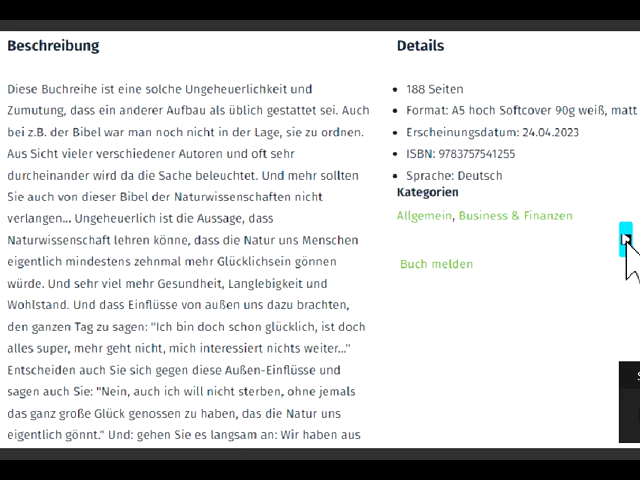 Beschreibung
Diese Buchreihe ist eine solche Ungeheuerlichkeit und
Zumutung, dass ein anderer Aufbau als üblich gestattet sei. Auch
bei z.B. der Bibel war man noch nicht in der Lage, sie zu ordnen.
Aus Sicht vieler verschiedener Autoren und oft sehr
durcheinander wird da die Sache beleuchtet. Und mehr sollten
Sie auch von dieser Bibel der Naturwissenschaften nicht
verlangen... Ungeheuerlich ist die Aussage, dass
Naturwissenschaft lehren könne, dass die Natur uns Menschen
eigentlich mindestens zehnmal mehr Glücklichsein gönnen
würde. Und sehr viel mehr Gesundheit, Langlebigkeit und
Wohlstand. Und dass Einflüsse von außen uns dazu brachten,
den ganzen Tag zu sagen: "Ich bin doch schon glücklich, ist doch
alles super, mehr geht nicht, mich interessiert nichts weiter..."
Entscheiden auch Sie sich gegen diese Außen-Einflüsse und
sagen auch Sie: "Nein, auch ich will nicht sterben, ohne jemals
das ganz große Glück genossen zu haben, das die Natur uns
eigentlich gönnt." Und: gehen Sie es langsam an: Wir haben aus
Details
188 Seiten
Format: A5 hoch Softcover 90g weiß, matt
Erscheinungsdatum: 24.04.2023
ISBN: 9783757541255
Sprache: Deutsch
Kategorien
Allgemein, Business & Finanzen
Buch melden